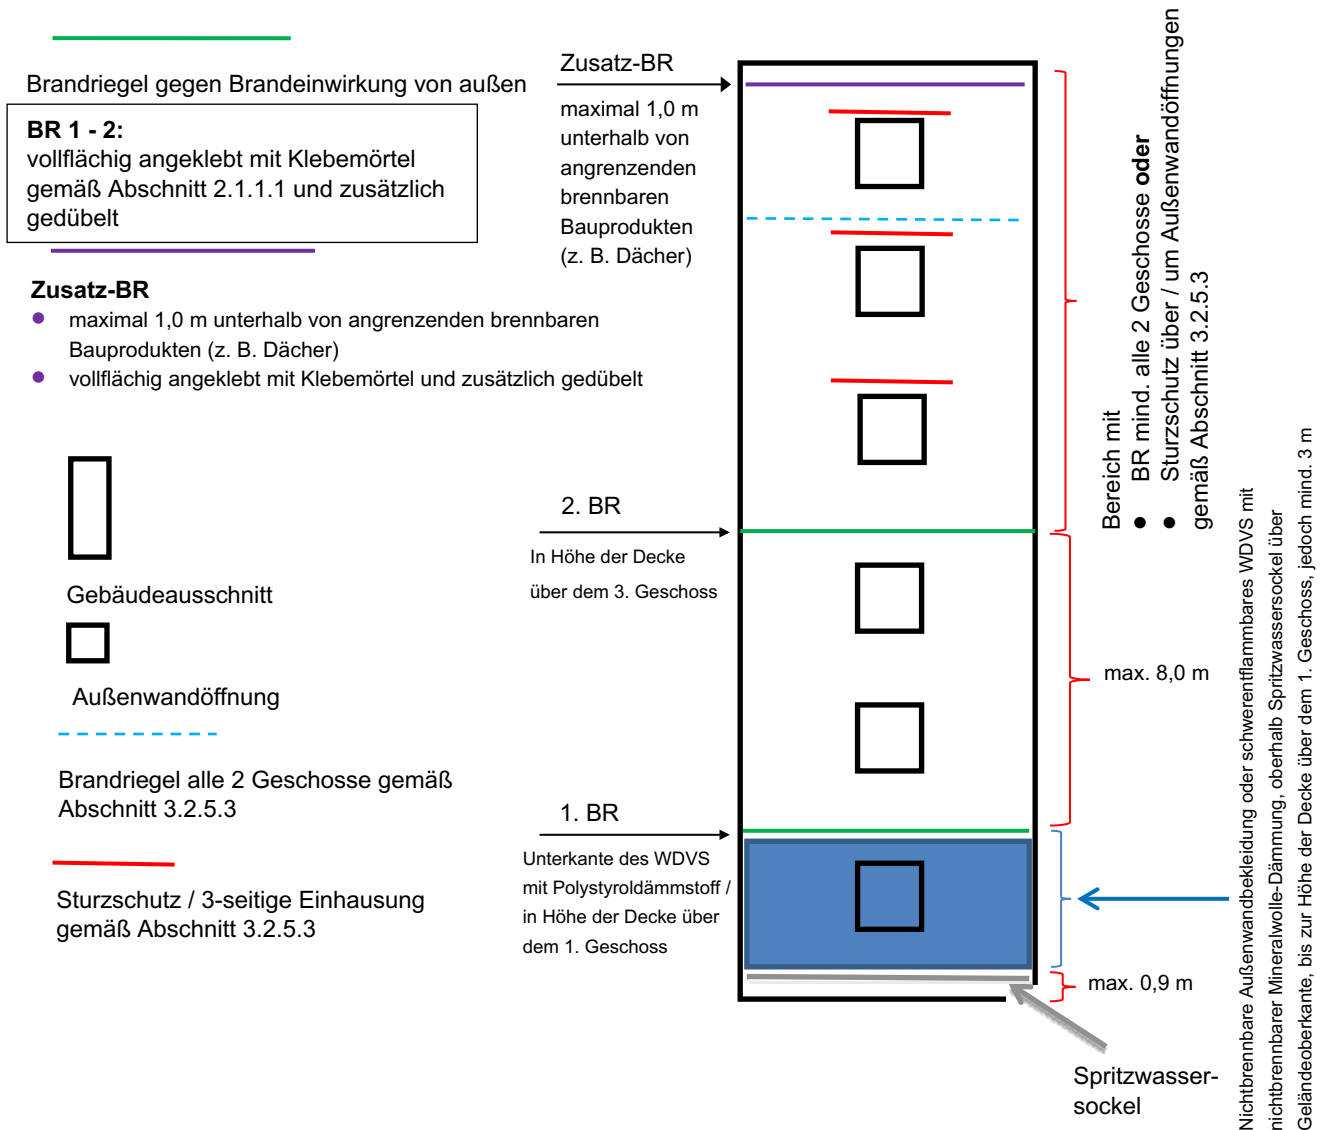 Brandriegel gegen Brandeinwirkung von außen
BR 1 - 2:
vollflächig angeklebt mit Klebemörtel
gemäß Abschnitt 2.1.1.1 und zusätzlich
gedübelt
Zusatz-BR
● maximal 1,0 m unterhalb von angrenzenden brennbaren
Bauprodukten (z. B. Dächer)
● vollflächig angeklebt mit Klebemörtel und zusätzlich gedübelt
Gebäudeausschnitt
Außenwandöffnung
Brandriegel alle 2 Geschosse gemäß
Abschnitt 3.2.5.3
Sturzschutz / 3-seitige Einhausung
gemäß Abschnitt 3.2.5.3
Zusatz-BR
maximal 1,0 m
unterhalb von
angrenzenden
brennbaren
Bauprodukten
(z. B. Dächer)
2. BR
In Höhe der Decke
über dem 3. Geschoss
1. BR
Unterkante des WDVS
mit Polystyroldämmstoff /
in Höhe der Decke über
dem 1. Geschoss
Bereich mit
● BR mind. alle 2 Geschosse oder
● Sturzschutz über / um Außenwandöffnungen
gemäß Abschnitt 3.2.5.3
max. 8,0 m
max. 0,9 m
Spritzwasser-
sockel
Nichtbrennbare Außenwandbekleidung oder schwerentflammbares WDVS mit
nichtbrennbarer Mineralwolle-Dämmung, oberhalb Spritzwassersockel über
Geländeoberkante, bis zur Höhe der Decke über dem 1. Geschoss, jedoch mind. 3 m